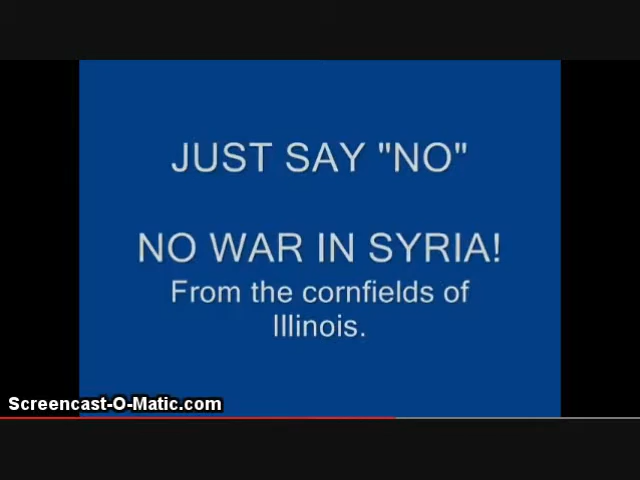 JUST SAY "NO"
NO WAR IN SYRIA!
From the cornfields of
Illinois.
Screencast-O-Matic.com